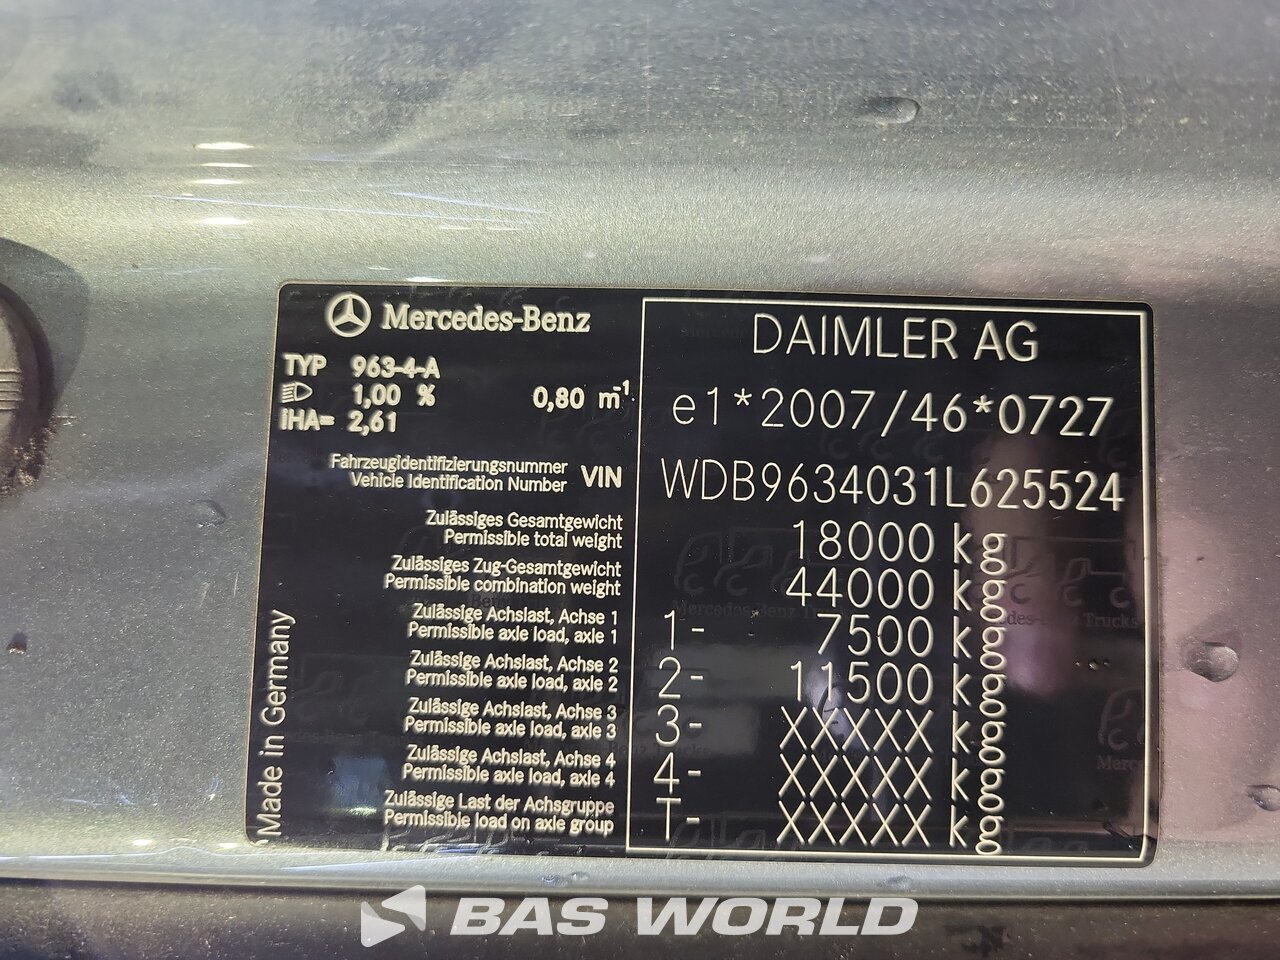 Mercedes-Benz
TYP 963-4-A
1,00 % 0,80 m⁻¹
IHA= 2,61
DAIMLER AG
e1*2007/46*0727
Fahrzeugidentifizierungsnummer
Vehicle Identification Number VIN
WDB9634031L625524
Zulässiges Gesamtgewicht
Permissible total weight
18000 kg
Zulässiges Zug-Gesamtgewicht
Permissible combination weight
44000 kg
Zulässige Achslast, Achse 1
Permissible axle load, axle 1
1- 7500 kg
Zulässige Achslast, Achse 2
Permissible axle load, axle 2
2- 11500 kg
Zulässige Achslast, Achse 3
Permissible axle load, axle 3
3- XXXXX kg
Zulässige Achslast, Achse 4
Permissible axle load, axle 4
4- XXXXX kg
Zulässige Last der Achsgruppe
Permissible load on axle group
T- XXXXX kg
Made in Germany
BAS WORLD